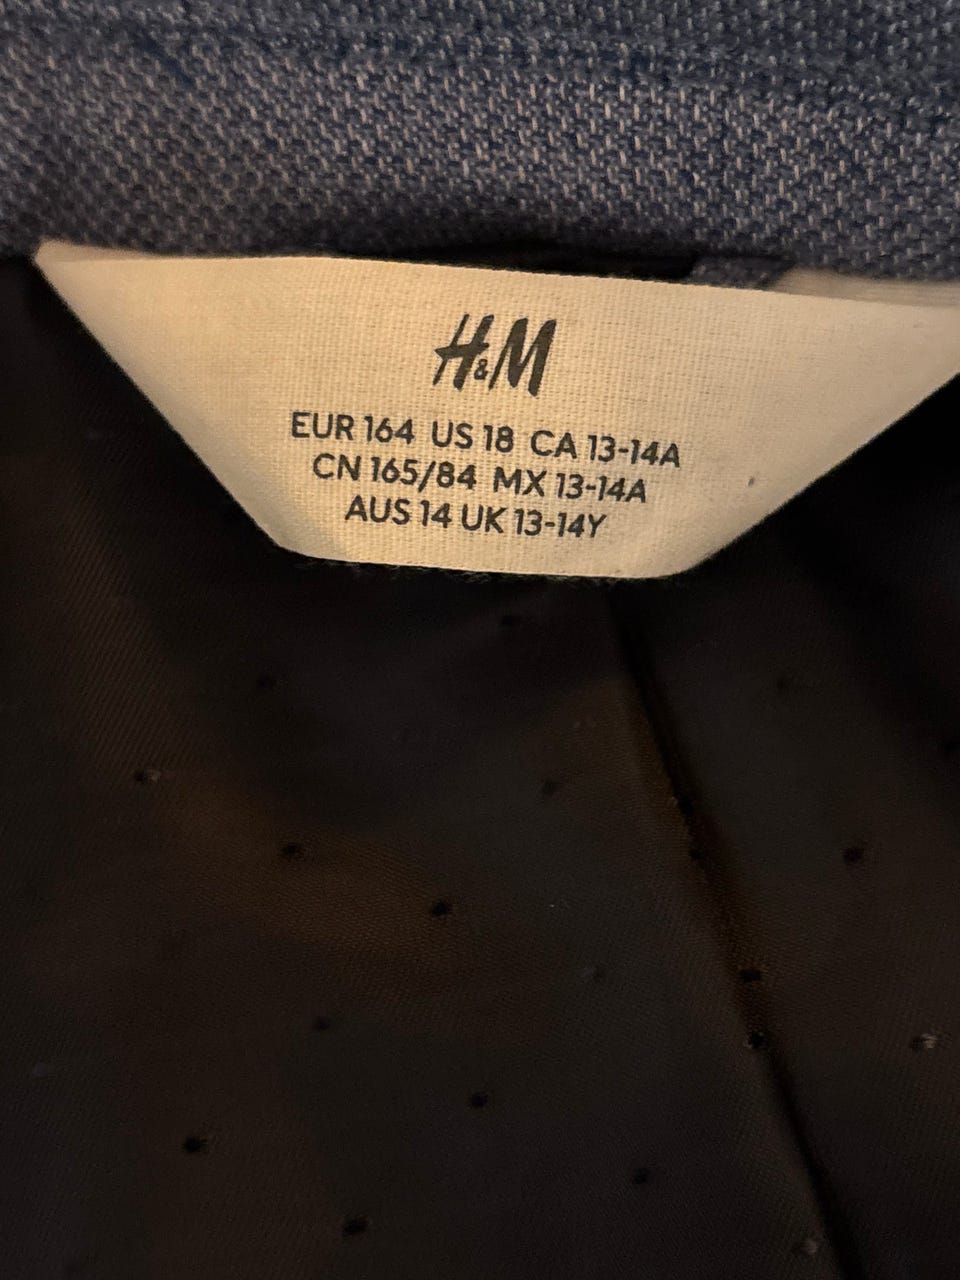 H&M
EUR 164 US 18 CA 13-14A
CN 165/84 MX 13-14A
AUS 14 UK 13-14Y